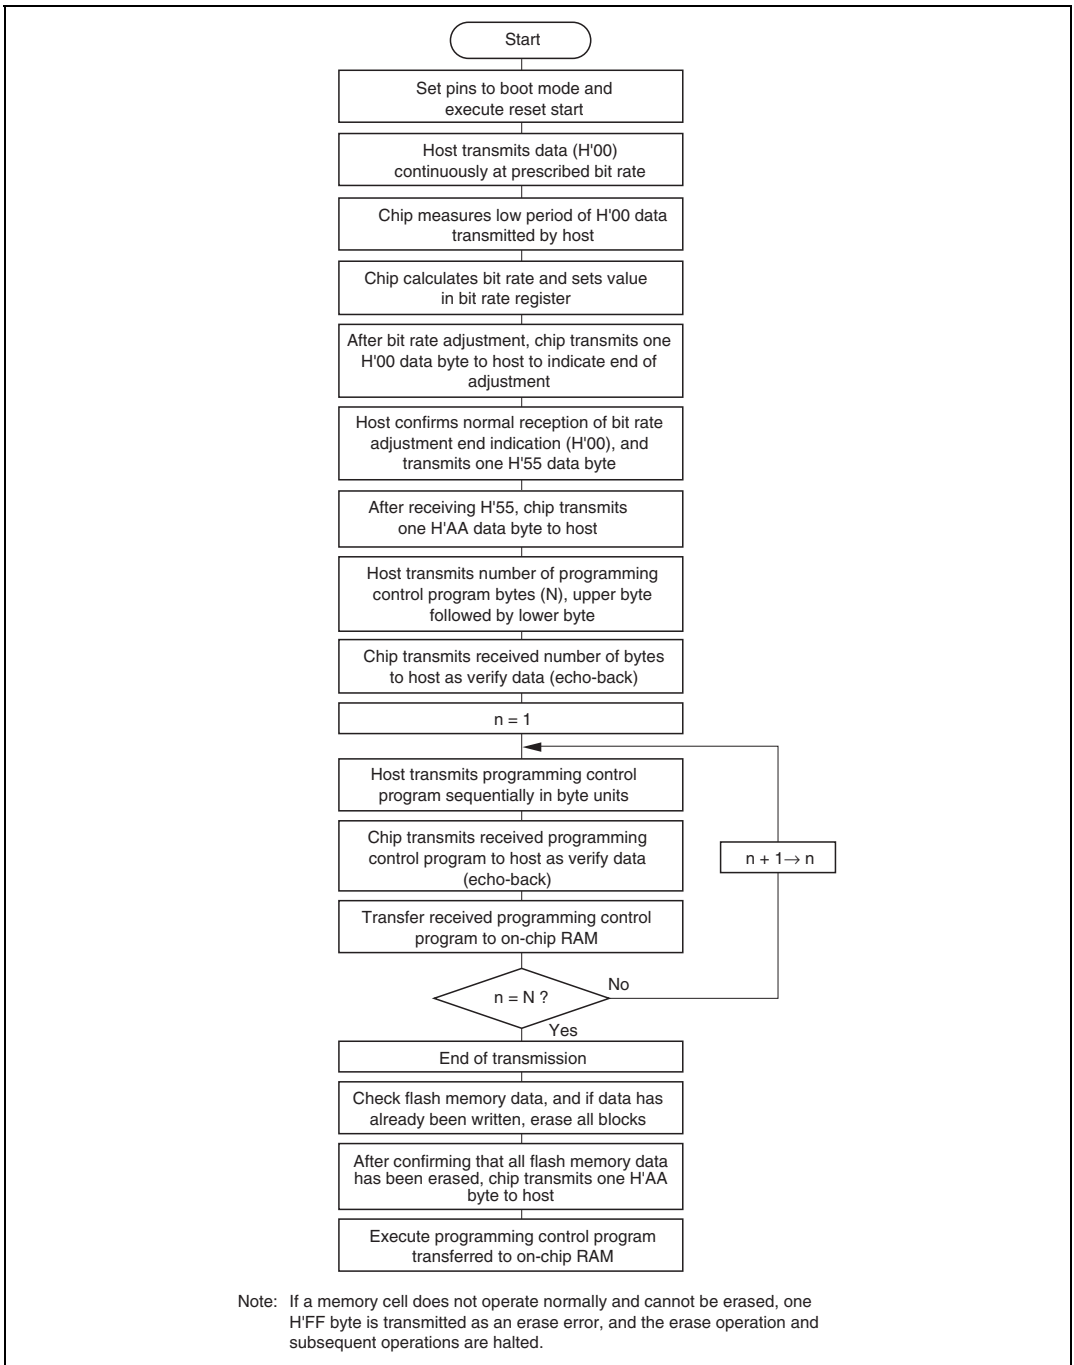 Start
Set pins to boot mode and
execute reset start
Host transmits data (H'00)
continuously at prescribed bit rate
Chip measures low period of H'00 data
transmitted by host
Chip calculates bit rate and sets value
in bit rate register
After bit rate adjustment, chip transmits one
H'00 data byte to host to indicate end of
adjustment
Host confirms normal reception of bit rate
adjustment end indication (H'00), and
transmits one H'55 data byte
After receiving H'55, chip transmits
one H'AA data byte to host
Host transmits number of programming
control program bytes (N), upper byte
followed by lower byte
Chip transmits received number of bytes
to host as verify data (echo-back)
n = 1
Host transmits programming control
program sequentially in byte units
Chip transmits received programming
control program to host as verify data
(echo-back)
n + 1→ n
Transfer received programming control
program to on-chip RAM
n = N ?
No
Yes
End of transmission
Check flash memory data, and if data has
already been written, erase all blocks
After confirming that all flash memory data
has been erased, chip transmits one H'AA
byte to host
Execute programming control program
transferred to on-chip RAM
Note: If a memory cell does not operate normally and cannot be erased, one
H'FF byte is transmitted as an erase error, and the erase operation and
subsequent operations are halted.